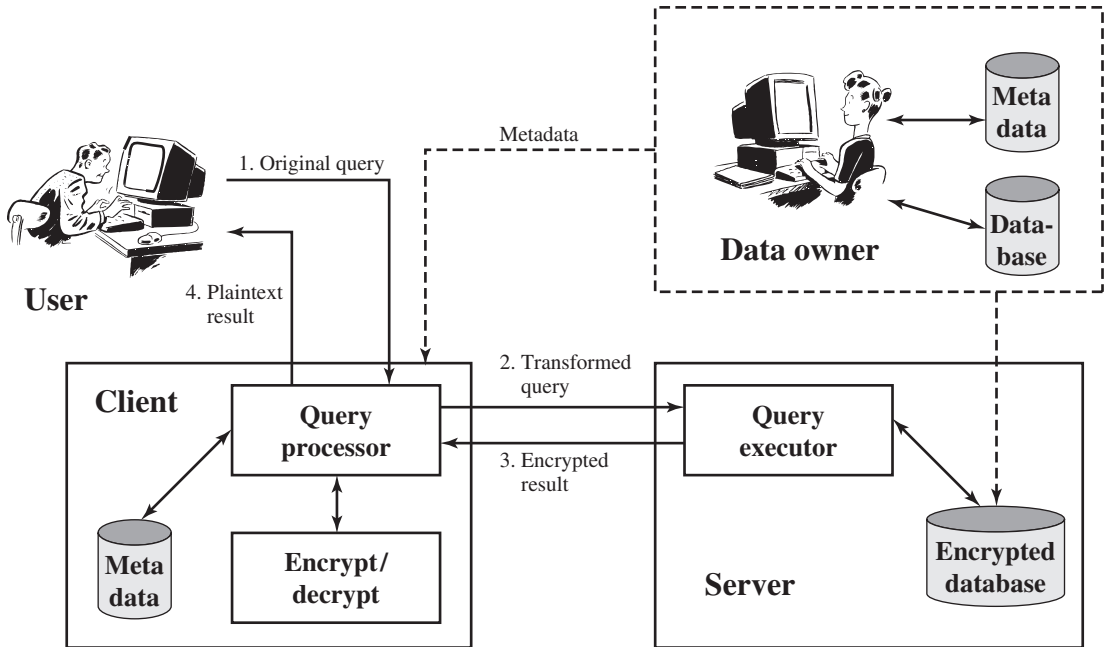 Meta
data
Metadata
1. Original query
Data-
base
Data owner
User
4. Plaintext
result
2. Transformed
query
Client
Query
processor
Query
executor
3. Encrypted
result
Meta
data
Encrypt/
decrypt
Encrypted
database
Server